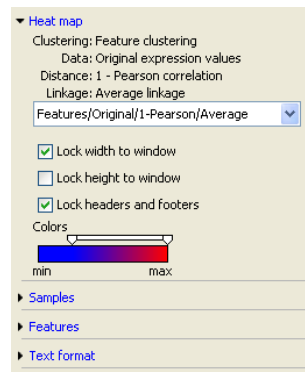 Heat map
Clustering: Feature clustering
Data: Original expression values
Distance: 1 - Pearson correlation
Linkage: Average linkage
Features/Original/1-Pearson/Average
Lock width to window
Lock height to window
Lock headers and footers
Colors
min max
Samples
Features
Text format